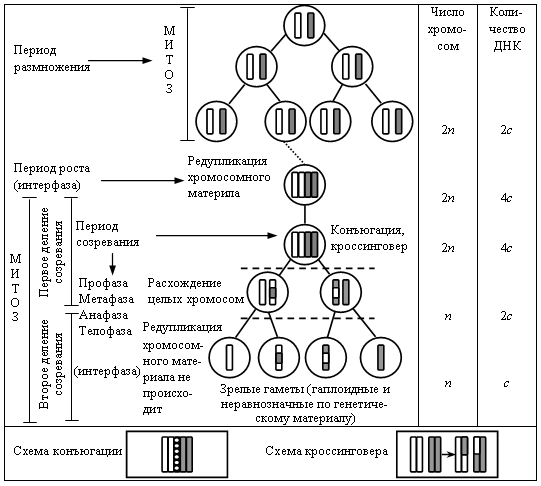 Число
хромо-
сом
Коли-
чество
ДНК
Период
размножения
М
И
Т
О
З
2n 2c
Период роста
(интерфаза)
Редупликация
хромосомного
материпа
2n 4c
М
И
Т
О
З
Первое деление
созревания
Период
созревания
Конъюгация,
кроссинговер
2n 4c
Профаза
Метафаза
Анафаза
Телофаза
Расхождение
целых хромосом
n 2c
Второе деление
созревания
(интерфаза)
Редупликация
хромосом-
ного мате-
риала не
происхо-
дит
n c
Зрелые гаметы (гаплоидные и
неравнозначные по генетиче-
скому материалу)
Схема конъюгации
Схема кроссинговера